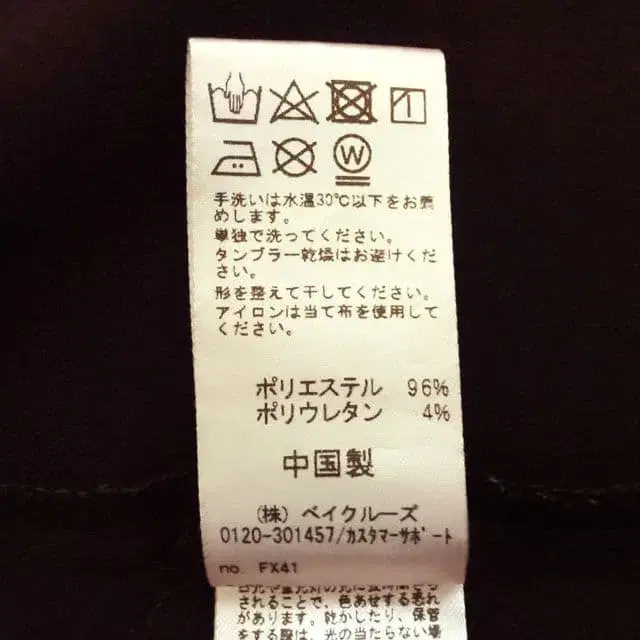 W
手洗いは水温30℃以下をお薦
めします。
単独で洗ってください。
タンブラー乾燥はお避けくだ
さい。
形を整えて干してください。
アイロンは当て布を使用して
ください。
ポリエステル 96%
ポリウレタン 4%
中国製
(株) ベイクルーズ
0120-301457/ｶｽﾀﾏｰｻﾎﾟｰﾄ
no. FX41
されることで、色あせする恐れ
があります。乾かしたり、保管
をする際は、光の当たらない場